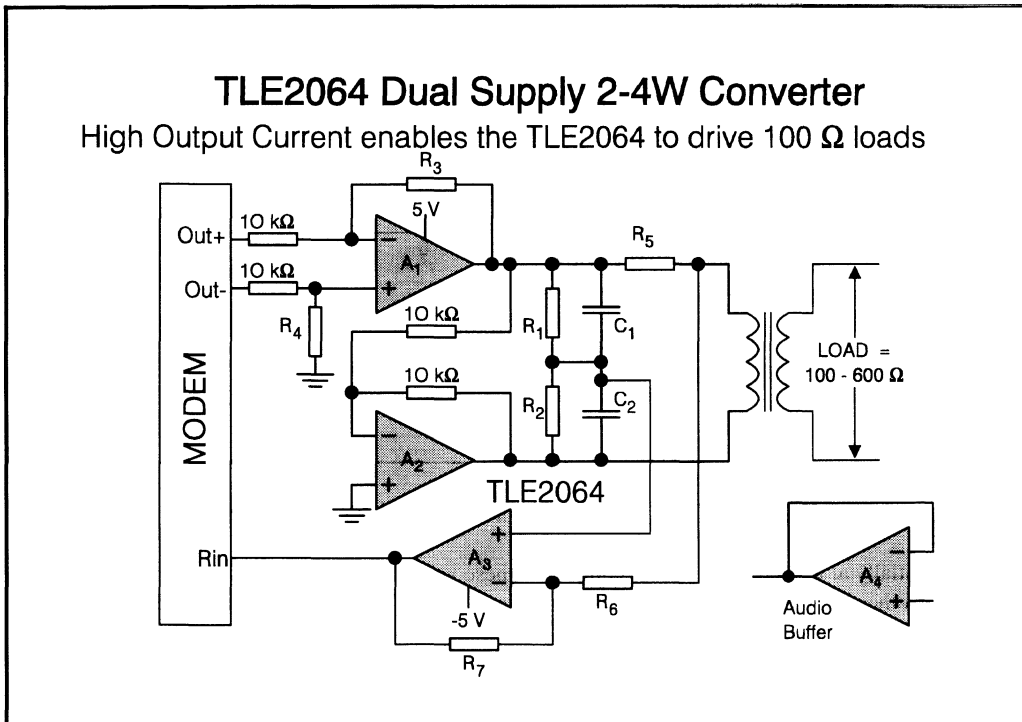 TLE2064 Dual Supply 2-4W Converter
High Output Current enables the TLE2064 to drive 100 Ω loads
R3
5 V
Out+
10 kΩ
A1
R5
Out-
10 kΩ
R4
10 kΩ
R1
C1
LOAD =
100 - 600 Ω
10 kΩ
R2
C2
MODEM
A2
TLE2064
Rin
A3
-5 V
R6
R7
A4
Audio
Buffer